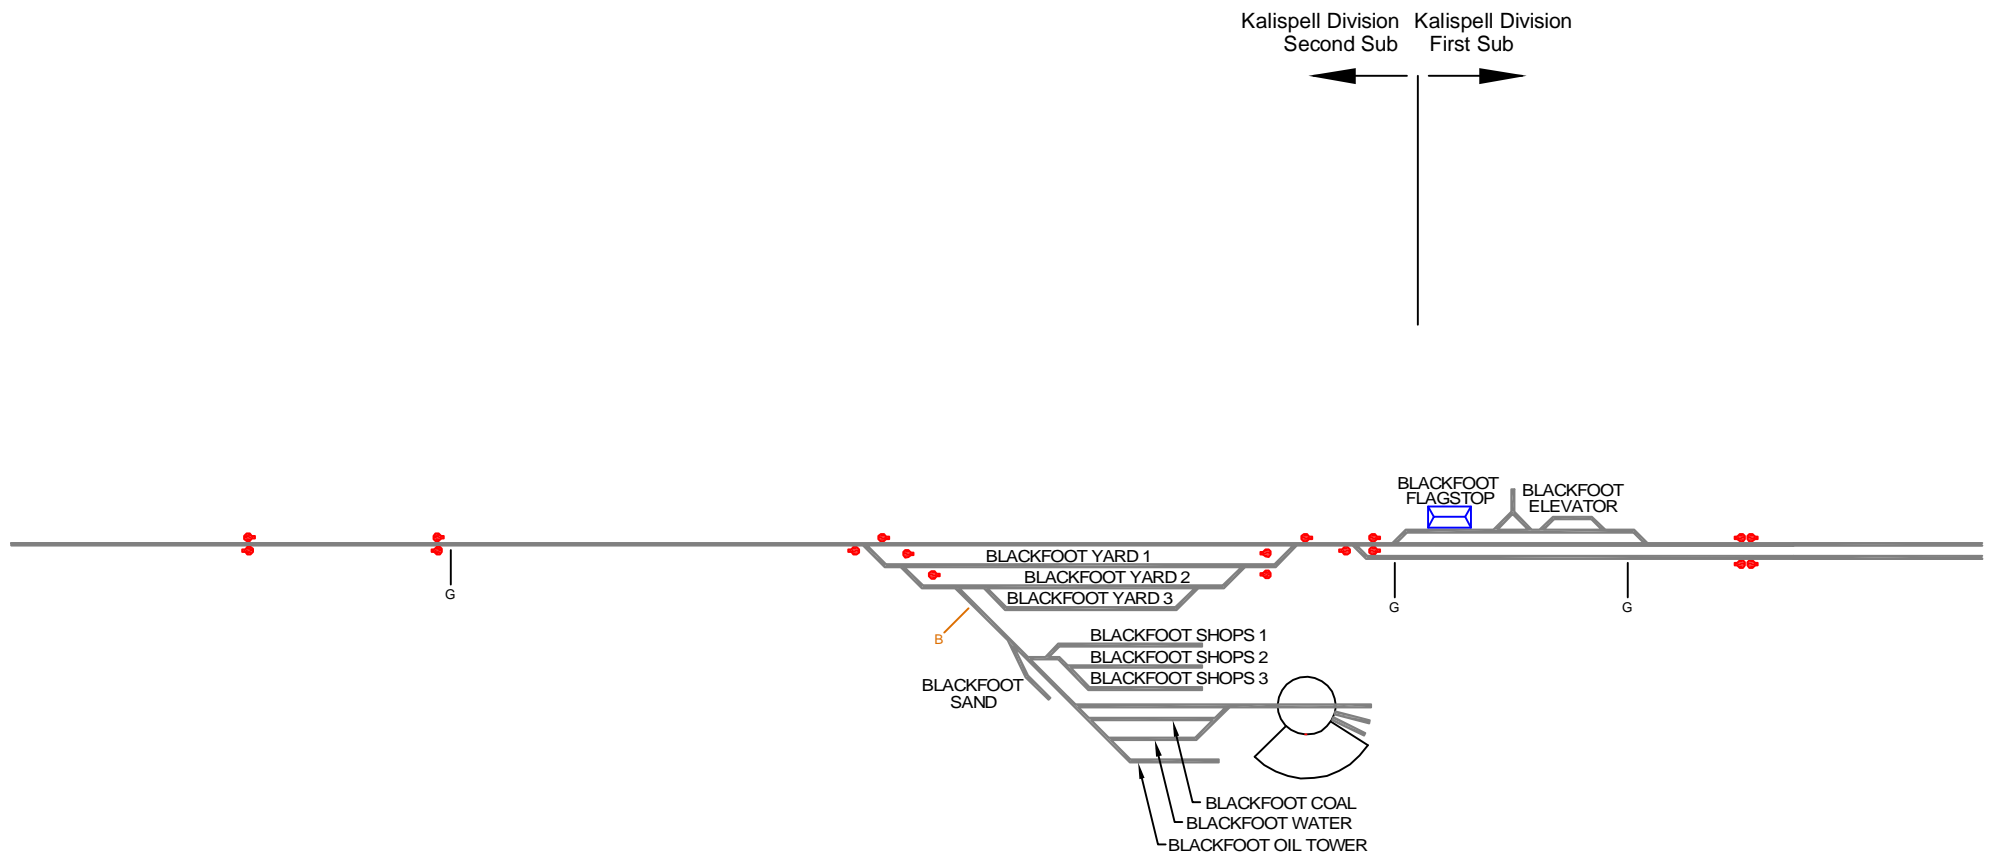 Kalispell Division Kalispell Division
Second Sub First Sub
BLACKFOOT
FLAGSTOP
BLACKFOOT
ELEVATOR
BLACKFOOT YARD 1
BLACKFOOT YARD 2
BLACKFOOT YARD 3
G
G
G
B
BLACKFOOT SHOPS 1
BLACKFOOT SHOPS 2
BLACKFOOT SHOPS 3
BLACKFOOT
SAND
BLACKFOOT COAL
BLACKFOOT WATER
BLACKFOOT OIL TOWER